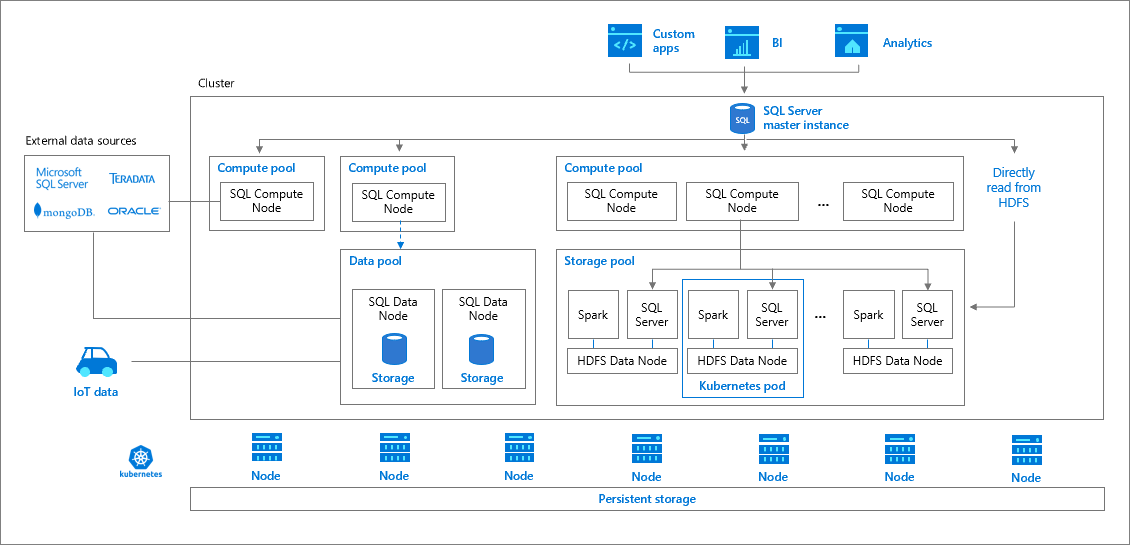 Custom
apps
BI
Analytics
Cluster
SQL
SQL Server
master instance
External data sources
Microsoft
SQL Server
TERADATA
mongoDB.
ORACLE
Compute pool
SQL Compute
Node
Compute pool
SQL Compute
Node
Compute pool
SQL Compute
Node
SQL Compute
Node
...
SQL Compute
Node
Directly
read from
HDFS
Data pool
SQL Data
Node
Storage
SQL Data
Node
Storage
Storage pool
Spark
SQL
Server
HDFS Data Node
Spark
SQL
Server
HDFS Data Node
Kubernetes pod
...
Spark
SQL
Server
HDFS Data Node
IoT data
kubernetes
Node
Node
Node
Node
Node
Node
Node
Persistent storage